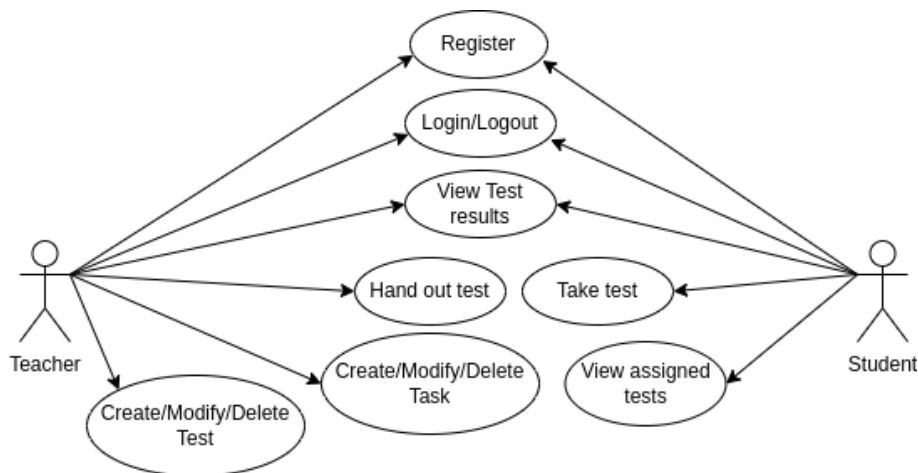 Register
Login/Logout
View Test
results
Hand out test
Take test
Teacher
Student
Create/Modify/Delete
Task
View assigned
tests
Create/Modify/Delete
Test